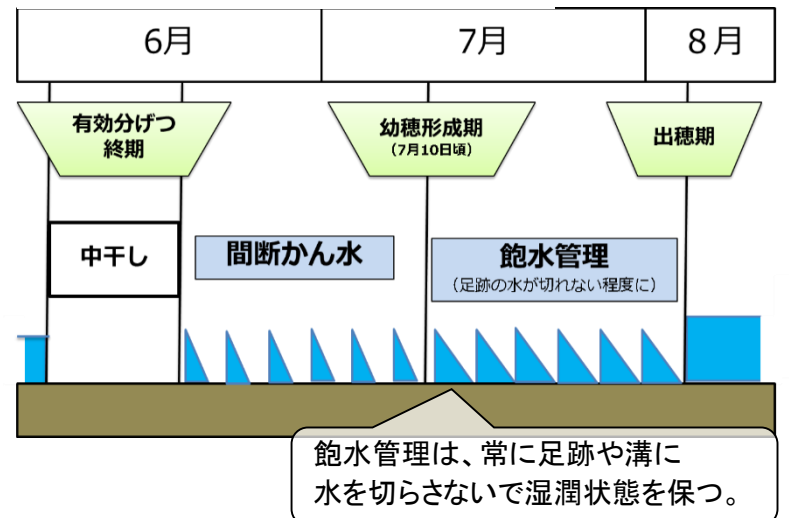 6月
7月
8月
有効分げつ
終期
幼穂形成期
(7月10日頃)
出穂期
中干し
間断かん水
飽水管理
(足跡の水が切れない程度に)
飽水管理は、常に足跡や溝に
水を切らさないで湿潤状態を保つ。